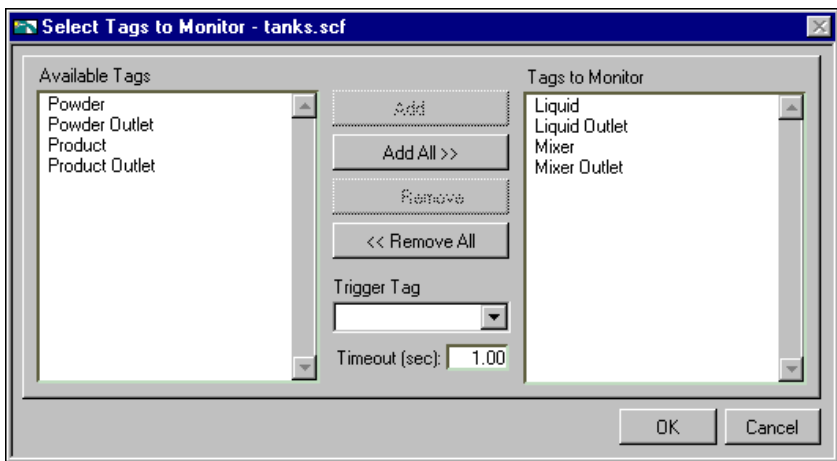 Select Tags to Monitor - tanks.scf
Available Tags
Powder
Powder Outlet
Product
Product Outlet
Add
Add All >>
Remove
<< Remove All
Trigger Tag
Timeout (sec): 1.00
Tags to Monitor
Liquid
Liquid Outlet
Mixer
Mixer Outlet
OK
Cancel